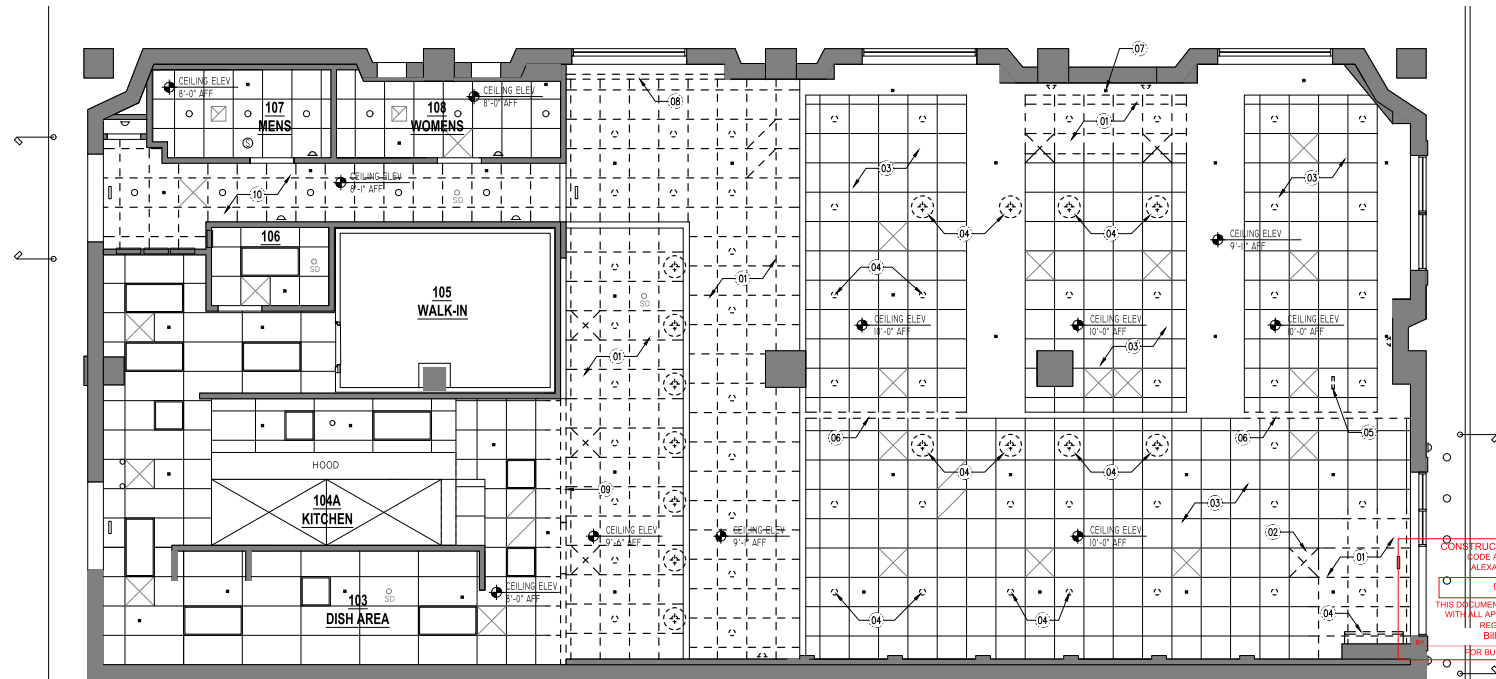 07
CEILING ELEV
8'-0" AFF
107
MENS
108
WOMENS
CEILING ELEV
8'-0" AFF
08
01
S
03
03
CEILING ELEV
8'-1" AFF
10
SD
04
04
106
CEILING ELEV
9'-1" AFF
SD
105
WALK-IN
01
04
SD
CEILING ELEV
10'-0" AFF
CEILING ELEV
10'-0" AFF
CEILING ELEV
10'-0" AFF
01
03
06
06
05
HOOD
04
04
09
104A
KITCHEN
03
CEILING ELEV
9'-6" AFF
CEILING ELEV
9'-1" AFF
CEILING ELEV
10'-0" AFF
02
01
CONSTRUC
CODE A
ALEXA
CEILING ELEV
8'-0" AFF
103
DISH AREA
SD
THIS DOCUMEN
WITH ALL AP
REG
Bill
04
04
04
BY
FOR BU